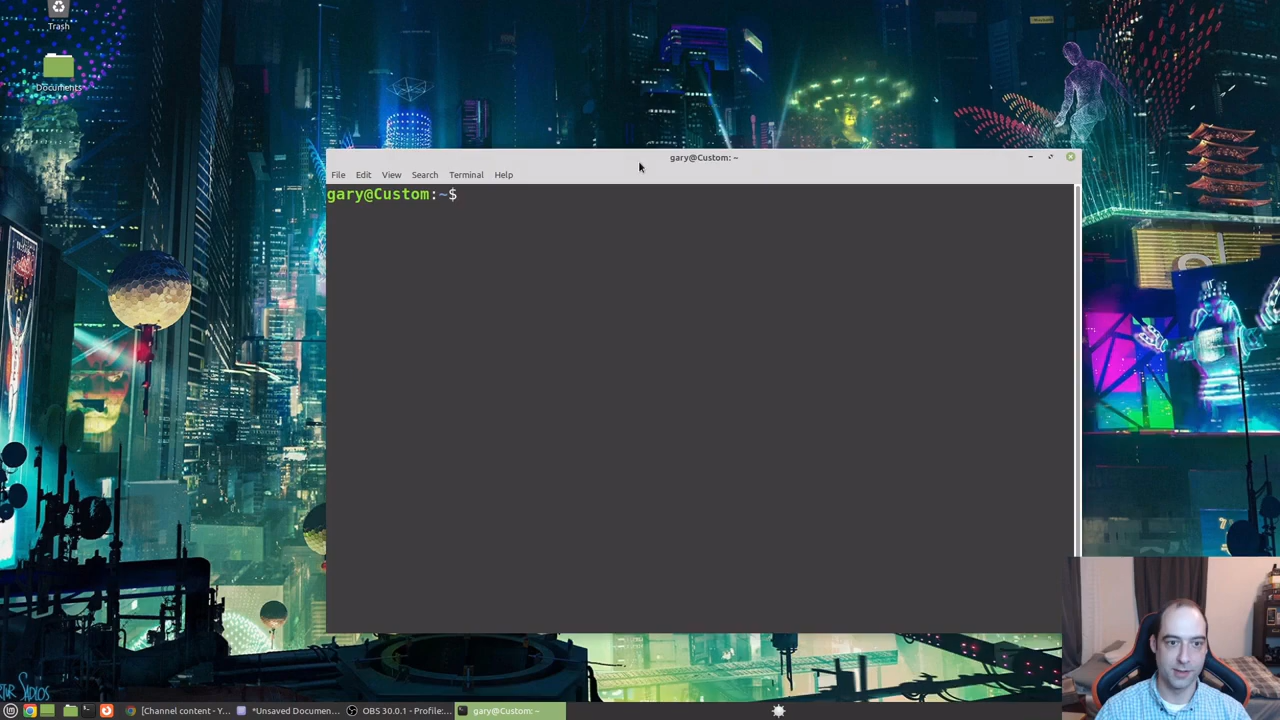 Trash
Documents
gary@Custom: ~
File Edit View Search Terminal Help
gary@Custom:~$
[Channel content - Y... *Unsaved Documen... OBS 30.0.1 - Profile:... gary@Custom: ~